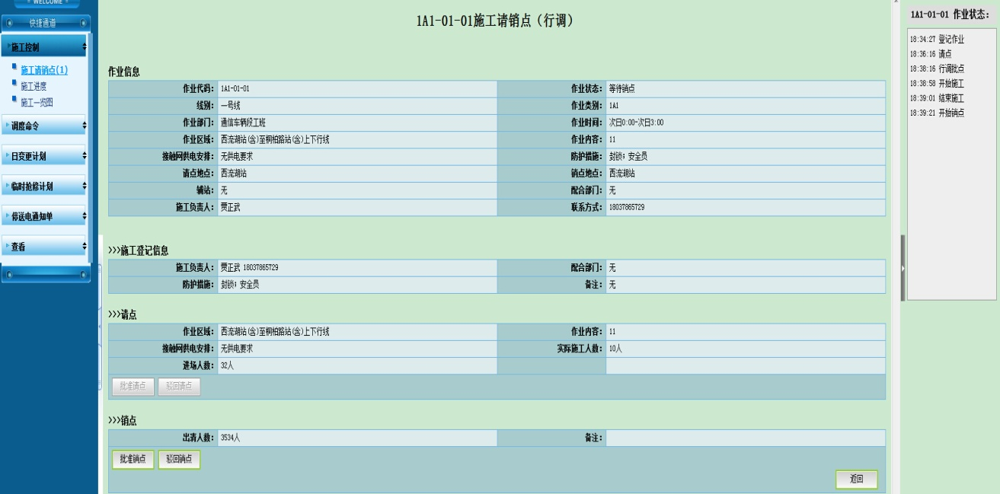 WELCOME
快捷通道
施工控制
施工请销点(1)
施工进度
施工一览图
调度命令
日变更计划
临时抢修计划
停送电通知单
查看
1A1-01-01施工请销点（行调）
作业信息
作业代码： 1A1-01-01 作业状态： 等待销点
线别： 一号线 作业类别： 1A1
作业部门： 通信车辆段工班 作业时间： 次日0:00-次日3:00
作业区域： 西流湖站(含)至桐柏路站(含)上下行线 作业内容： 11
接触网供电安排： 无供电要求 防护措施： 封锁；安全员
请点地点： 西流湖站 销点地点： 西流湖站
辅站： 无 配合部门： 无
施工负责人： 贾正武 联系方式： 18037865729
>>>施工登记信息
施工负责人： 贾正武 18037865729 配合部门： 无
防护措施： 封锁；安全员 备注： 无
>>>请点
作业区域： 西流湖站(含)至桐柏路站(含)上下行线 作业内容： 11
接触网供电安排： 无供电要求 实际施工人数： 10人
进场人数： 32人
批准请点 驳回请点
>>>销点
出清人数： 3534人 备注：
批准销点 驳回销点
返回
1A1-01-01 作业状态：
18:34:27 登记作业
18:36:16 请点
18:38:16 行调批点
18:38:58 开始施工
18:39:01 结束施工
18:39:21 开始销点